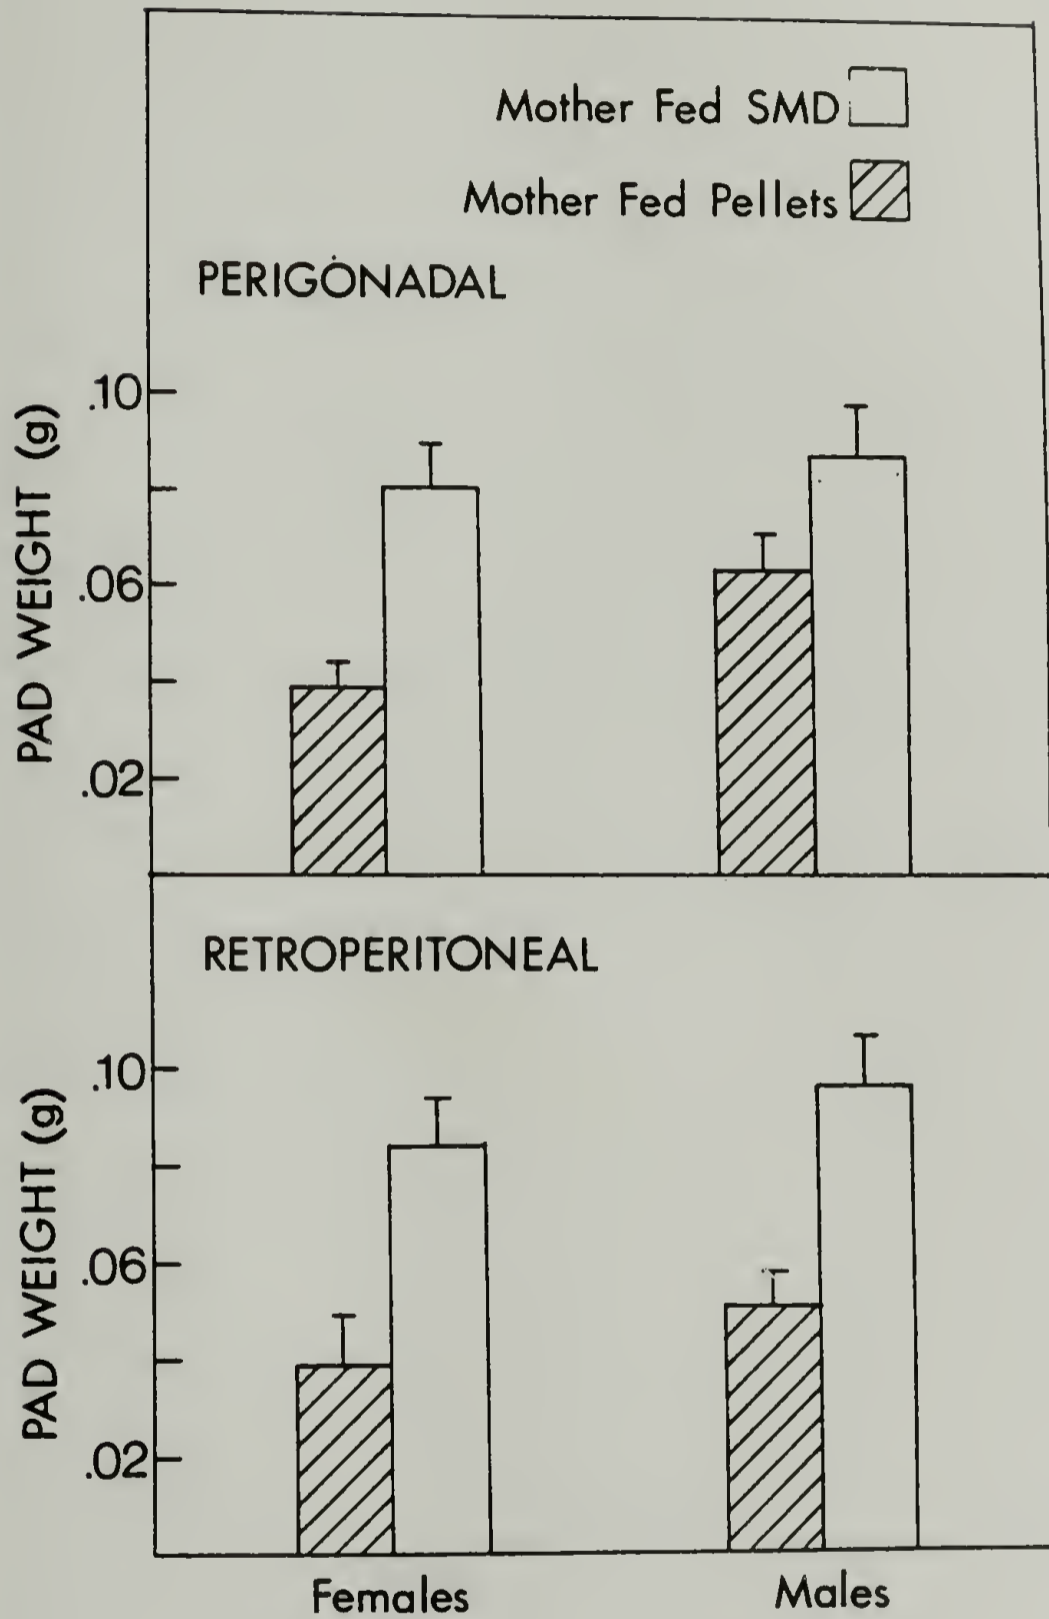 Mother Fed SMD
Mother Fed Pellets
PERIGONADAL
.10
.06
.02
PAD WEIGHT (g)
RETROPERITONEAL
.10
.06
.02
PAD WEIGHT (g)
Females Males